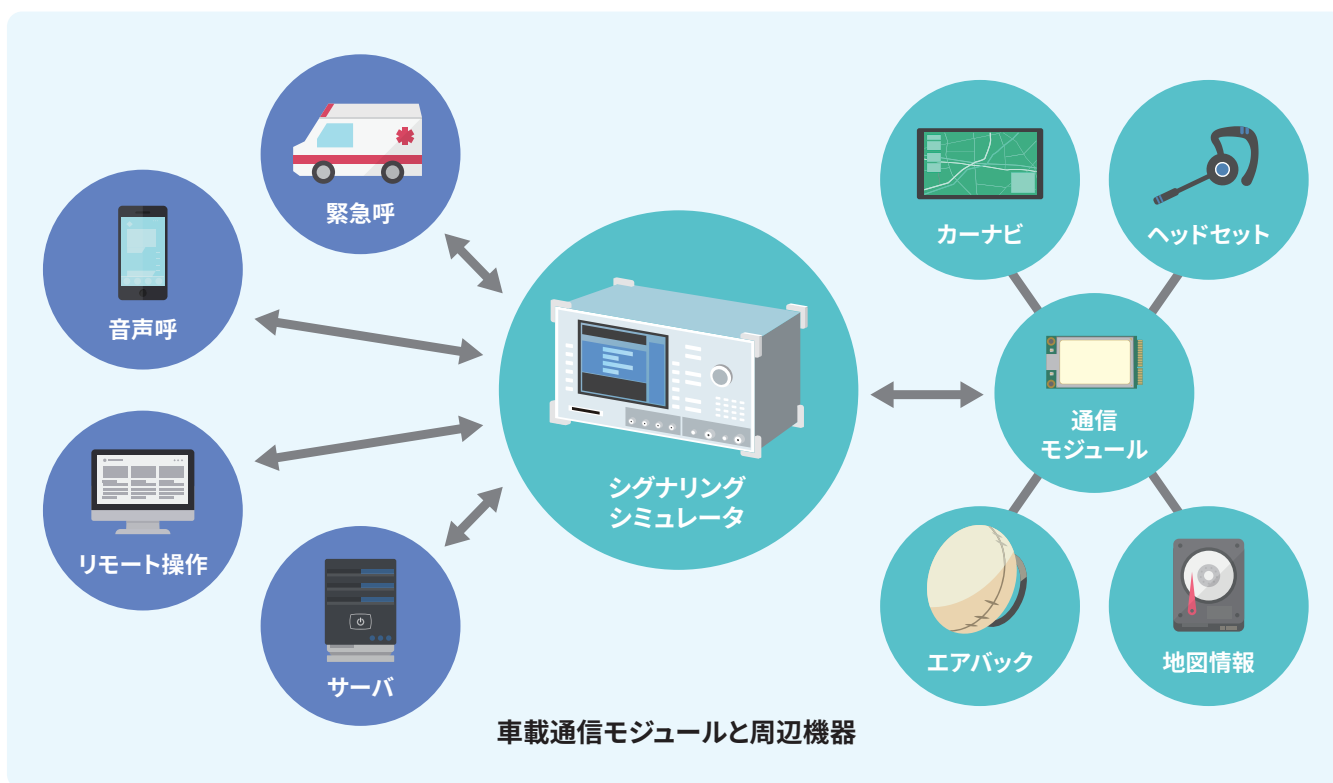 緊急呼
音声呼
リモート操作
サーバ
シグナリング
シミュレータ
カーナビ
ヘッドセット
通信
モジュール
エアバック
地図情報
車載通信モジュールと周辺機器